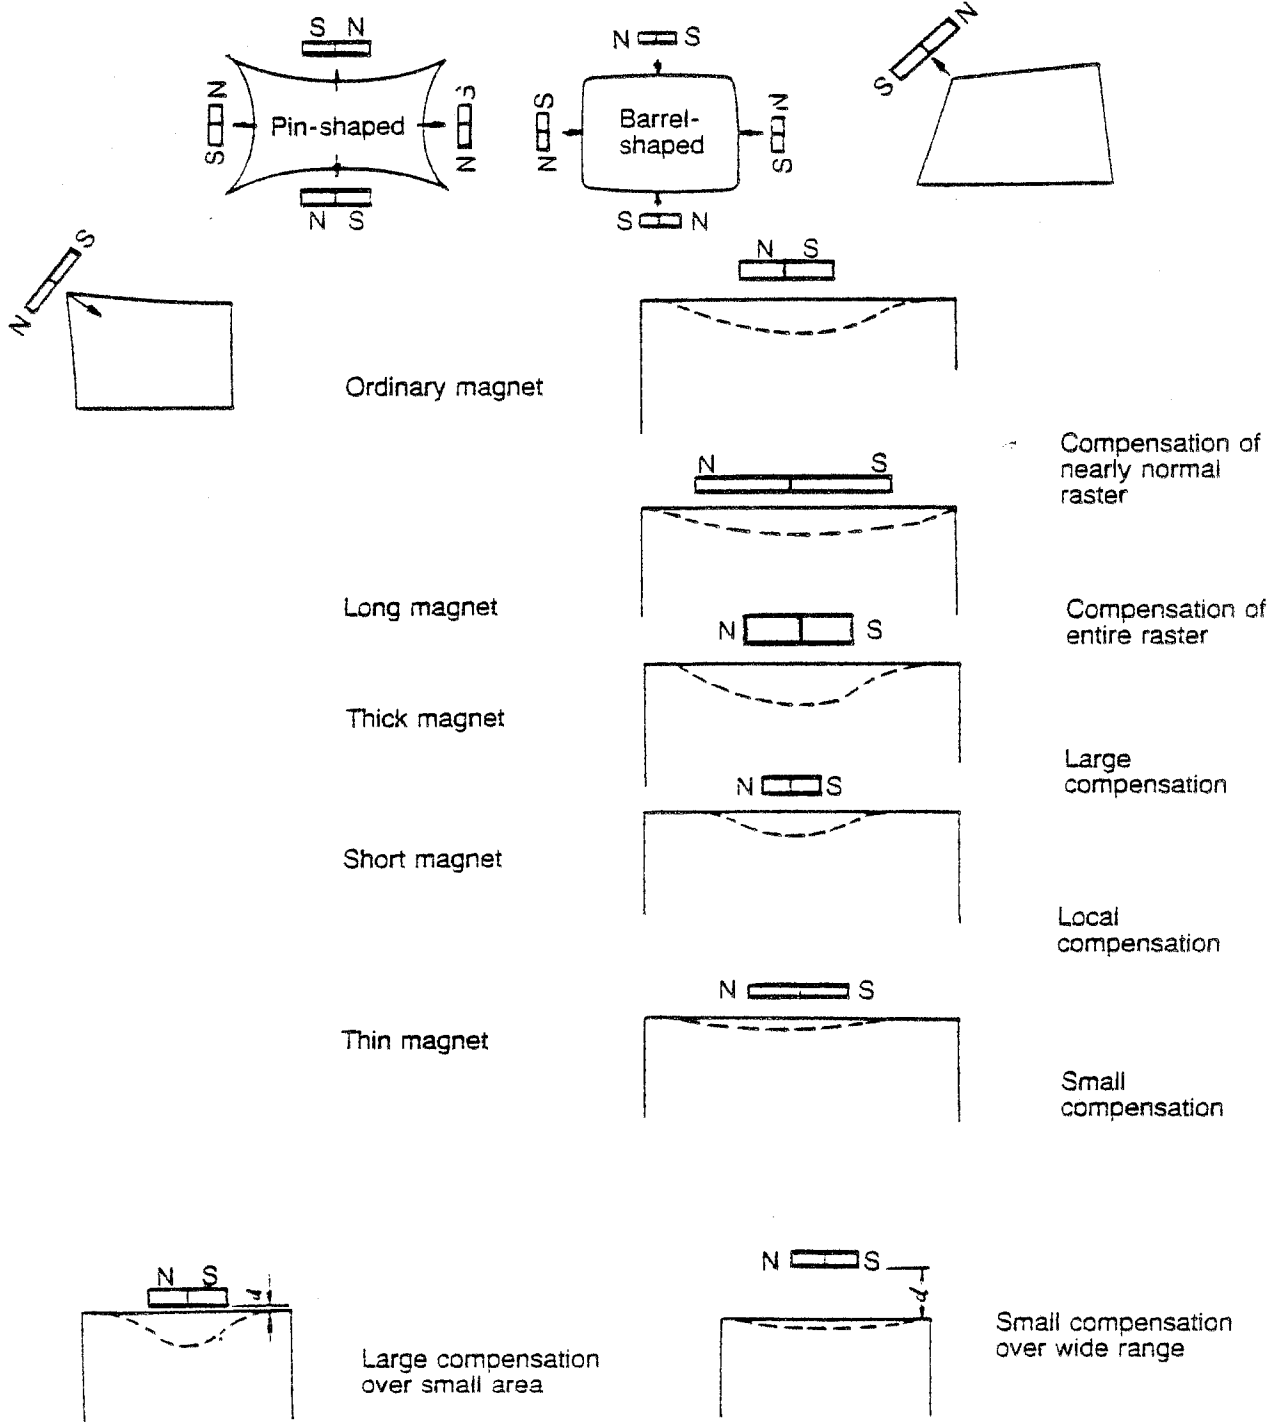 S N
N S
N
S
N
S
Pin-shaped
S
N
S
N
Barrel-
shaped
N
S
N S
S N
N
S
S
N
N S
Ordinary magnet
Compensation of
nearly normal
raster
N S
Long magnet
Compensation of
entire raster
N S
Thick magnet
Large
compensation
N S
Short magnet
Local
compensation
N S
Thin magnet
Small
compensation
N S
d
Large compensation
over small area
N S
d
Small compensation
over wide range